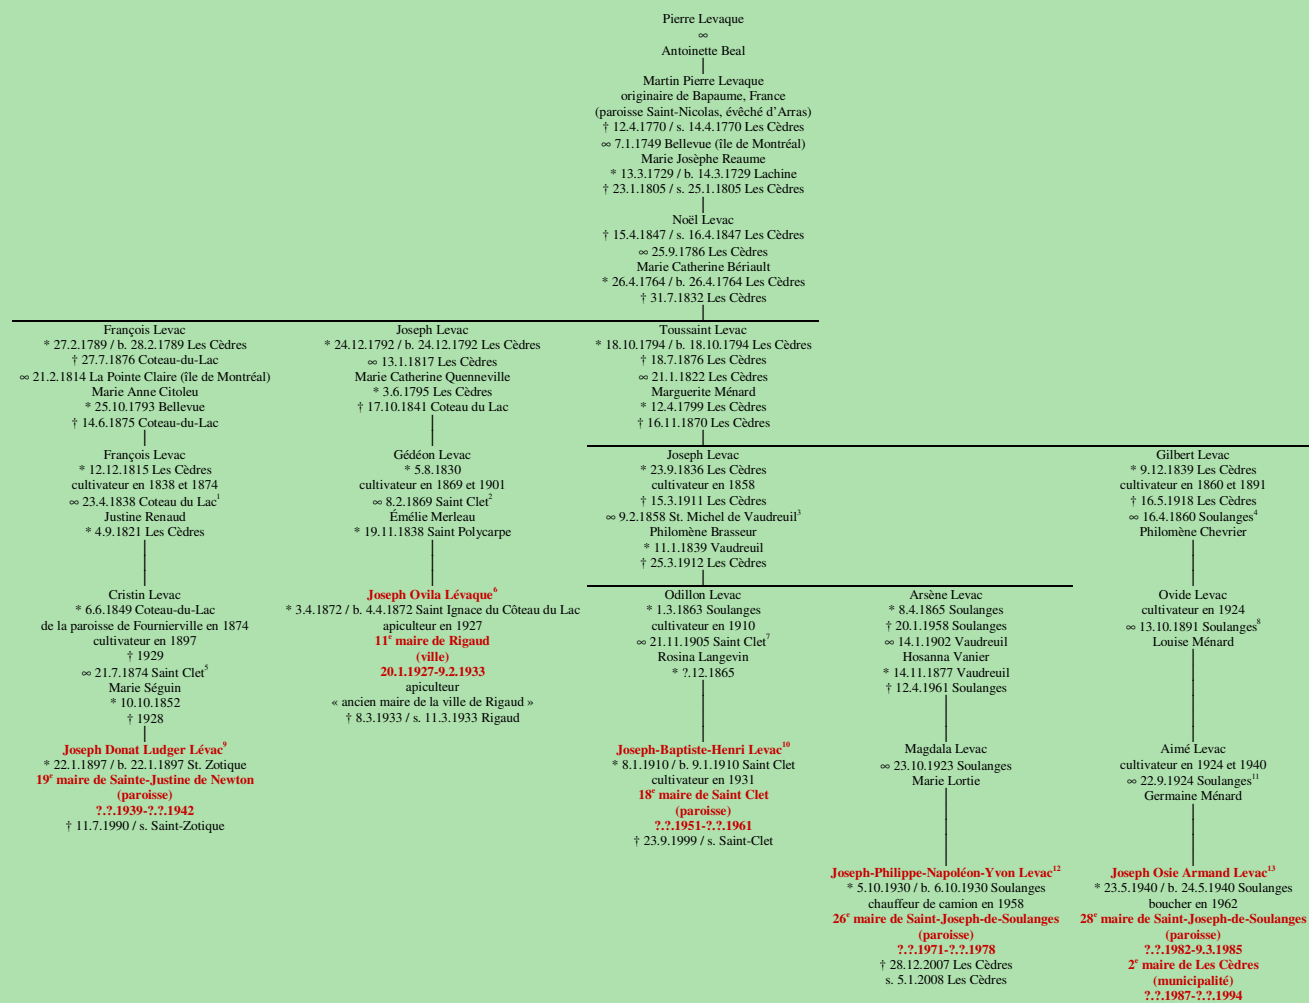 Pierre Levaque
∞
Antoinette Beal
Martin Pierre Levaque
originaire de Bapaume, France
(paroisse Saint-Nicolas, évêché d’Arras)
† 12.4.1770 / s. 14.4.1770 Les Cèdres
∞ 7.1.1749 Bellevue (île de Montréal)
Marie Josèphe Reaume
* 13.3.1729 / b. 14.3.1729 Lachine
† 23.1.1805 / s. 25.1.1805 Les Cèdres
Noël Levac
† 15.4.1847 / s. 16.4.1847 Les Cèdres
∞ 25.9.1786 Les Cèdres
Marie Catherine Bériault
* 26.4.1764 / b. 26.4.1764 Les Cèdres
† 31.7.1832 Les Cèdres
François Levac
* 27.2.1789 / b. 28.2.1789 Les Cèdres
† 27.7.1876 Coteau-du-Lac
∞ 21.2.1814 La Pointe Claire (île de Montréal)
Marie Anne Citoleu
* 25.10.1793 Bellevue
† 14.6.1875 Coteau-du-Lac
Joseph Levac
* 24.12.1792 / b. 24.12.1792 Les Cèdres
∞ 13.1.1817 Les Cèdres
Marie Catherine Quenneville
* 3.6.1795 Les Cèdres
† 17.10.1841 Coteau du Lac
Toussaint Levac
* 18.10.1794 / b. 18.10.1794 Les Cèdres
† 18.7.1876 Les Cèdres
∞ 21.1.1822 Les Cèdres
Marguerite Ménard
* 12.4.1799 Les Cèdres
† 16.11.1870 Les Cèdres
François Levac
* 12.12.1815 Les Cèdres
cultivateur en 1838 et 1874
∞ 23.4.1838 Coteau du Lac¹
Justine Renaud
* 4.9.1821 Les Cèdres
Gédéon Levac
* 5.8.1830
cultivateur en 1869 et 1901
∞ 8.2.1869 Saint Clet²
Émélie Merleau
* 19.11.1838 Saint Polycarpe
Joseph Levac
* 23.9.1836 Les Cèdres
cultivateur en 1858
† 15.3.1911 Les Cèdres
∞ 9.2.1858 St. Michel de Vaudreuil³
Philomène Brasseur
* 11.1.1839 Vaudreuil
† 25.3.1912 Les Cèdres
Gilbert Levac
* 9.12.1839 Les Cèdres
cultivateur en 1860 et 1891
† 16.5.1918 Les Cèdres
∞ 16.4.1860 Soulanges⁴
Philomène Chevrier
Cristin Levac
* 6.6.1849 Coteau-du-Lac
de la paroisse de Fournierville en 1874
cultivateur en 1897
† 1929
∞ 21.7.1874 Saint Clet⁵
Marie Séguin
* 10.10.1852
† 1928
Joseph Ovila Lévaque⁶
* 3.4.1872 / b. 4.4.1872 Saint Ignace du Côteau du Lac
apiculteur en 1927
11ᵉ maire de Rigaud
(ville)
20.1.1927-9.2.1933
apiculteur
« ancien maire de la ville de Rigaud »
† 8.3.1933 / s. 11.3.1933 Rigaud
Odillon Levac
* 1.3.1863 Soulanges
cultivateur en 1910
∞ 21.11.1905 Saint Clet⁷
Rosina Langevin
* ?.12.1865
Arsène Levac
* 8.4.1865 Soulanges
† 20.1.1958 Soulanges
∞ 14.1.1902 Vaudreuil
Hosanna Vanier
* 14.11.1877 Vaudreuil
† 12.4.1961 Soulanges
Ovide Levac
cultivateur en 1924
∞ 13.10.1891 Soulanges⁸
Louise Ménard
Joseph Donat Ludger Lévac⁹
* 22.1.1897 / b. 22.1.1897 St. Zotique
19ᵉ maire de Sainte-Justine de Newton
(paroisse)
?.?.1939-?.?.1942
† 11.7.1990 / s. Saint-Zotique
Joseph-Baptiste-Henri Levac¹⁰
* 8.1.1910 / b. 9.1.1910 Saint Clet
cultivateur en 1931
18ᵉ maire de Saint Clet
(paroisse)
?.?.1951-?.?.1961
† 23.9.1999 / s. Saint-Clet
Magdala Levac
∞ 23.10.1923 Soulanges
Marie Lortie
Aimé Levac
cultivateur en 1924 et 1940
∞ 22.9.1924 Soulanges¹¹
Germaine Ménard
Joseph-Philippe-Napoléon-Yvon Levac¹²
* 5.10.1930 / b. 6.10.1930 Soulanges
chauffeur de camion en 1958
26ᵉ maire de Saint-Joseph-de-Soulanges
(paroisse)
?.?.1971-?.?.1978
† 28.12.2007 Les Cèdres
s. 5.1.2008 Les Cèdres
Joseph Osie Armand Levac¹³
* 23.5.1940 / b. 24.5.1940 Soulanges
boucher en 1962
28ᵉ maire de Saint-Joseph-de-Soulanges
(paroisse)
?.?.1982-9.3.1985
2ᵉ maire de Les Cèdres
(municipalité)
?.?.1987-?.?.1994